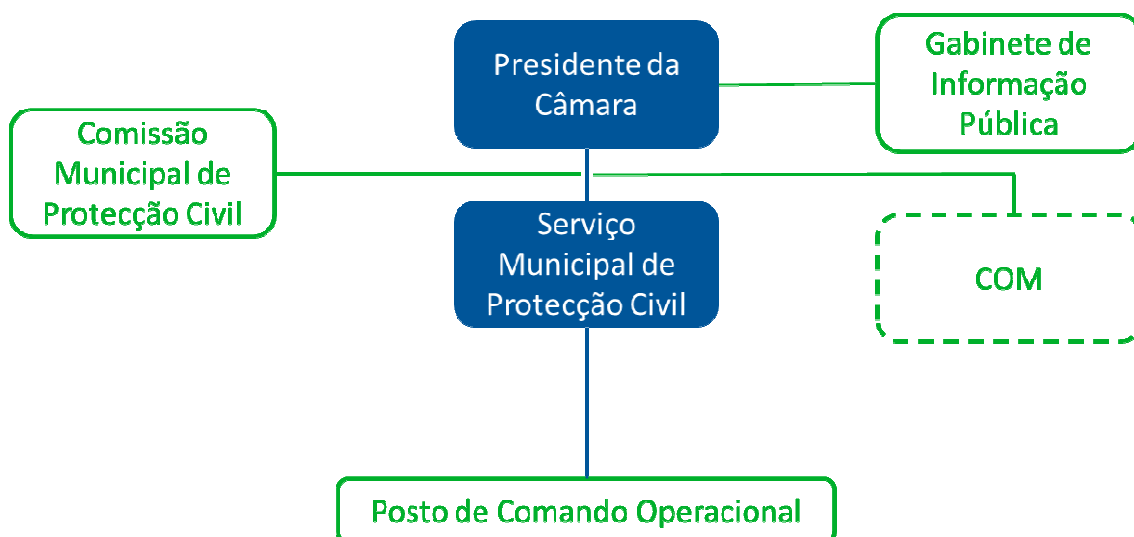 Presidente da
Câmara
Gabinete de
Informação
Pública
Comissão
Municipal de
Protecção Civil
Serviço
Municipal de
Protecção Civil
COM
Posto de Comando Operacional